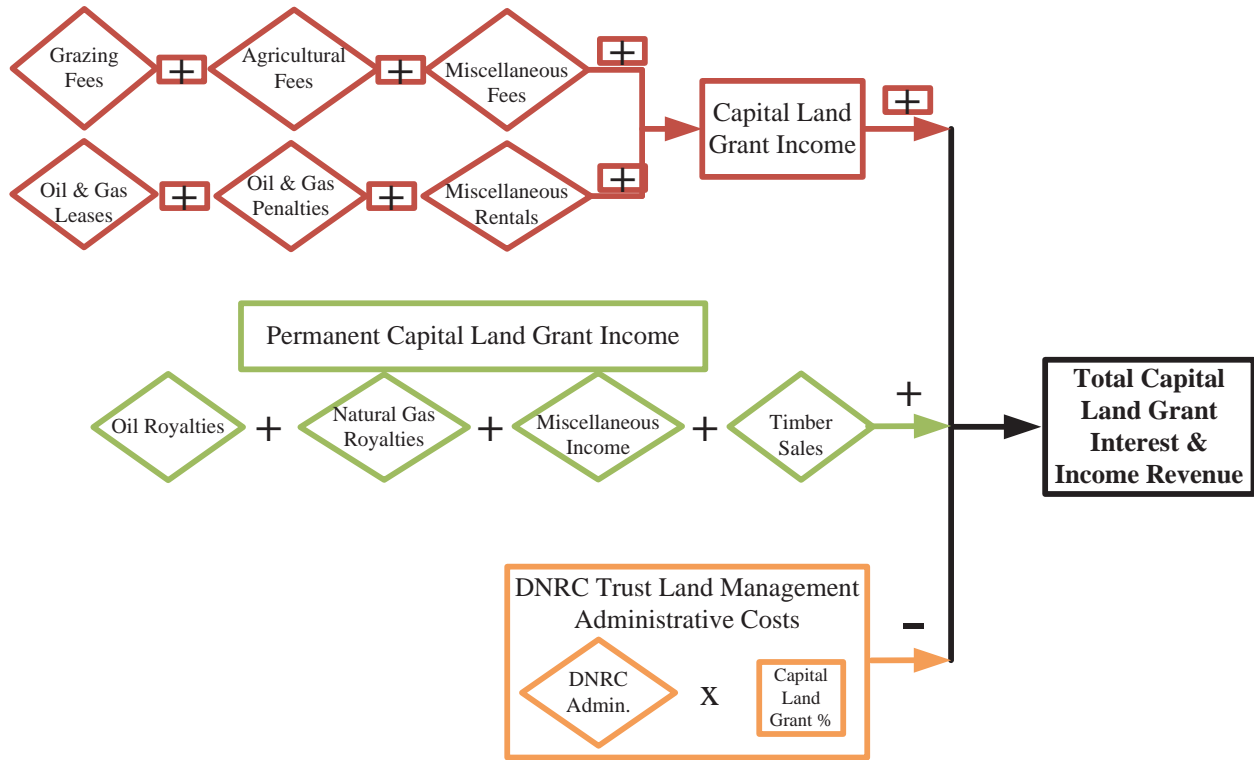 Grazing
Fees
+
Agricultural
Fees
+
Miscellaneous
Fees
+
Oil & Gas
Leases
+
Oil & Gas
Penalties
+
Miscellaneous
Rentals
+
Capital Land
Grant Income
+
Permanent Capital Land Grant Income
Oil Royalties
+
Natural Gas
Royalties
+
Miscellaneous
Income
+
Timber
Sales
+
Total Capital
Land Grant
Interest &
Income Revenue
DNRC Trust Land Management
Administrative Costs
DNRC
Admin.
x
Capital
Land
Grant %
-